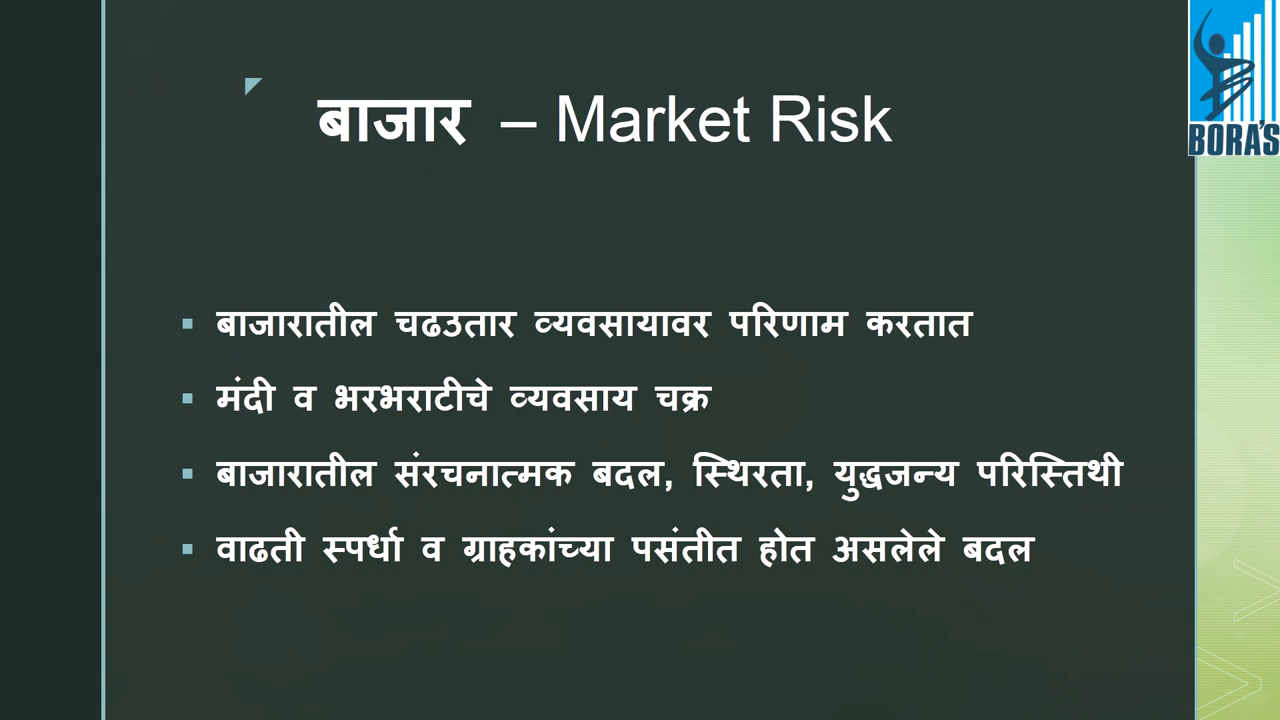 बाजार – Market Risk
BORA'S
▪ बाजारातील चढउतार व्यवसायावर परिणाम करतात
▪ मंदी व भरभराटीचे व्यवसाय चक्र
▪ बाजारातील संरचनात्मक बदल, स्थिरता, युद्धजन्य परिस्तिथी
▪ वाढती स्पर्धा व ग्राहकांच्या पसंतीत होत असलेले बदल